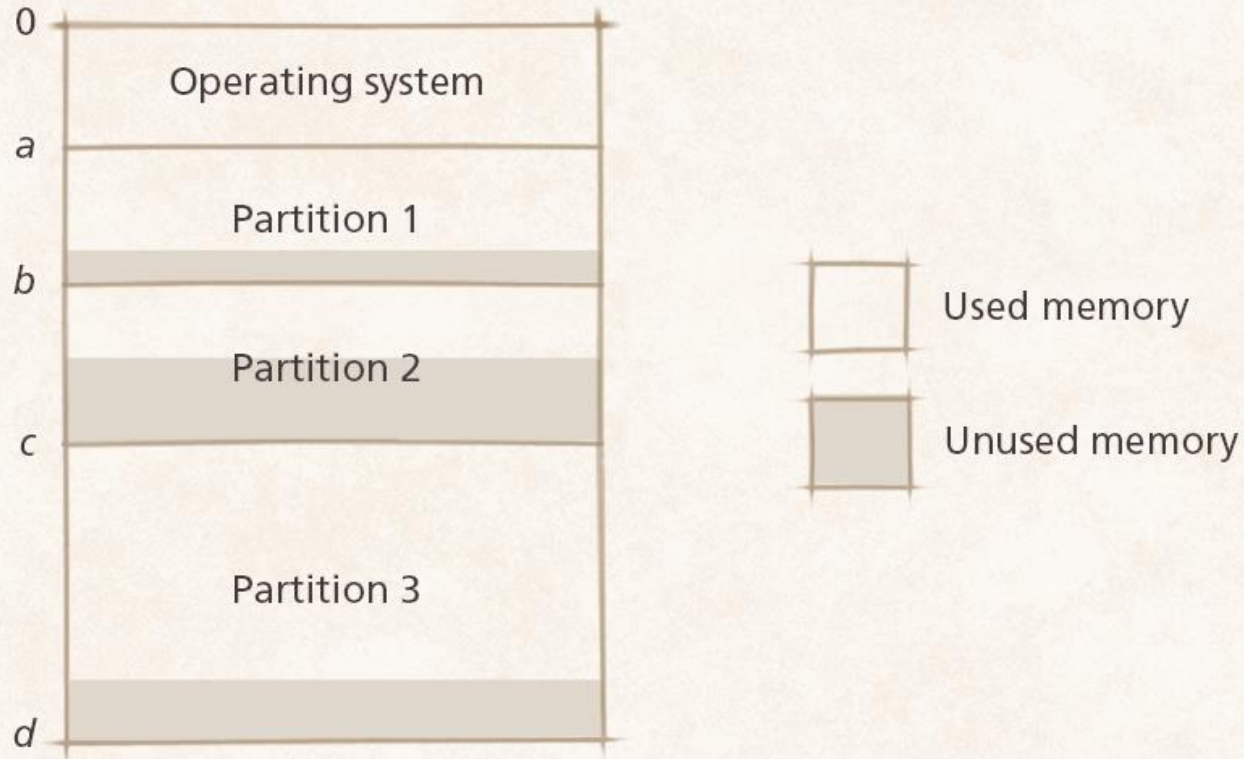 0
Operating system
a
Partition 1
b
Partition 2
c
Partition 3
d
Used memory
Unused memory